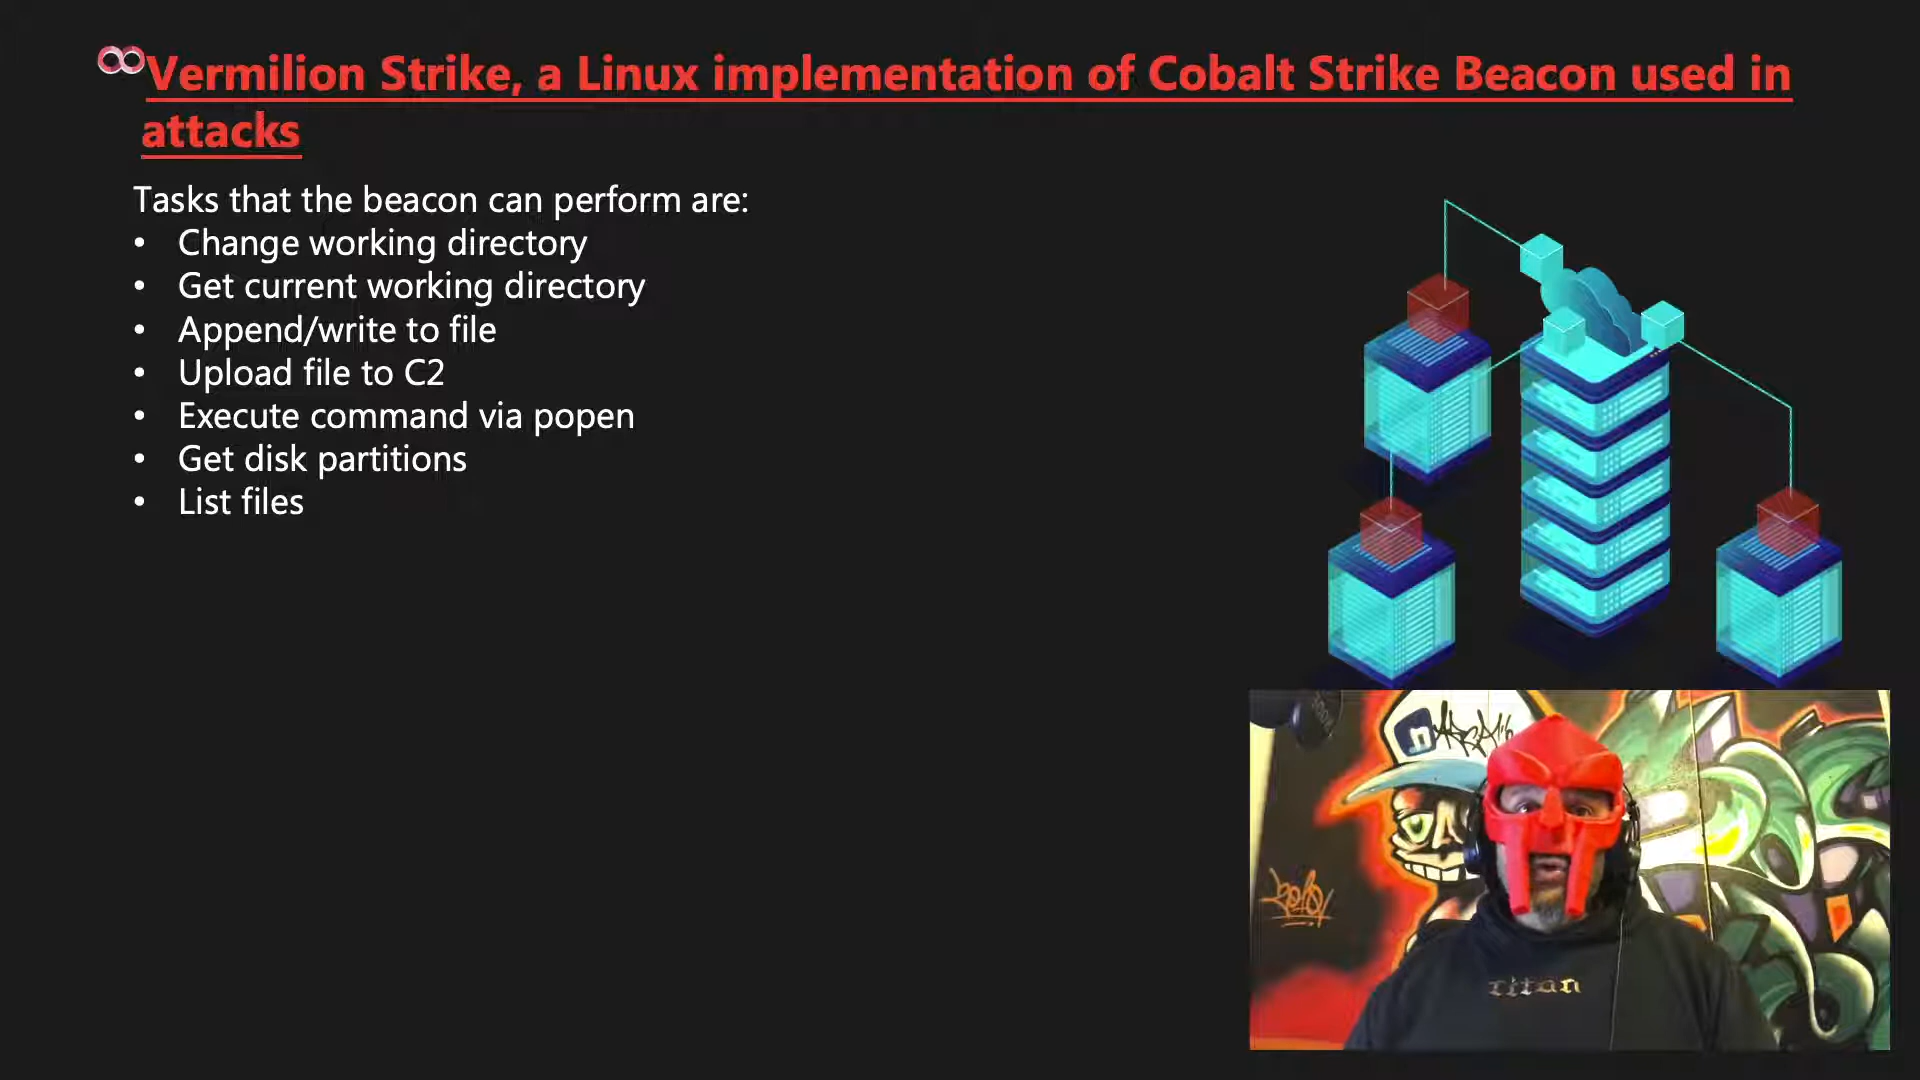 Vermilion Strike, a Linux implementation of Cobalt Strike Beacon used in
attacks
Tasks that the beacon can perform are:
• Change working directory
• Get current working directory
• Append/write to file
• Upload file to C2
• Execute command via popen
• Get disk partitions
• List files